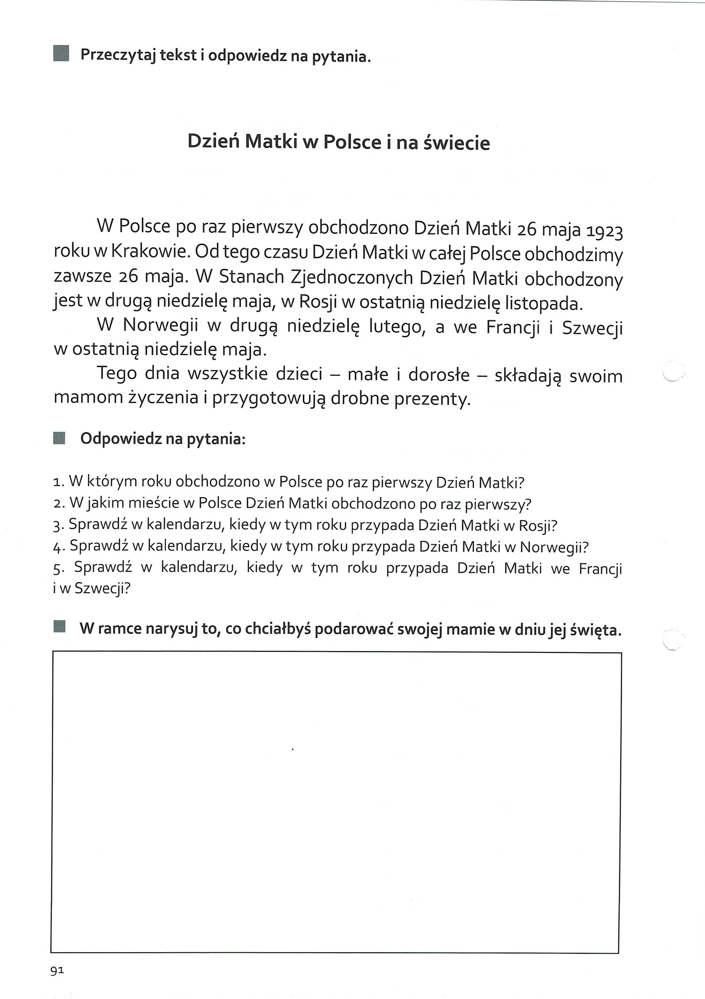 Przeczytaj tekst i odpowiedz na pytania.
Dzień Matki w Polsce i na świecie
W Polsce po raz pierwszy obchodzono Dzień Matki 26 maja 1923
roku w Krakowie. Od tego czasu Dzień Matki w całej Polsce obchodzimy
zawsze 26 maja. W Stanach Zjednoczonych Dzień Matki obchodzony
jest w drugą niedzielę maja, w Rosji w ostatnią niedzielę listopada.
W Norwegii w drugą niedzielę lutego, a we Francji i Szwecji
w ostatnią niedzielę maja.
Tego dnia wszystkie dzieci – małe i dorosłe – składają swoim
mamom życzenia i przygotowują drobne prezenty.
Odpowiedz na pytania:
1. W którym roku obchodzono w Polsce po raz pierwszy Dzień Matki?
2. W jakim mieście w Polsce Dzień Matki obchodzono po raz pierwszy?
3. Sprawdź w kalendarzu, kiedy w tym roku przypada Dzień Matki w Rosji?
4. Sprawdź w kalendarzu, kiedy w tym roku przypada Dzień Matki w Norwegii?
5. Sprawdź w kalendarzu, kiedy w tym roku przypada Dzień Matki we Francji
i w Szwecji?
W ramce narysuj to, co chciałbyś podarować swojej mamie w dniu jej święta.
91